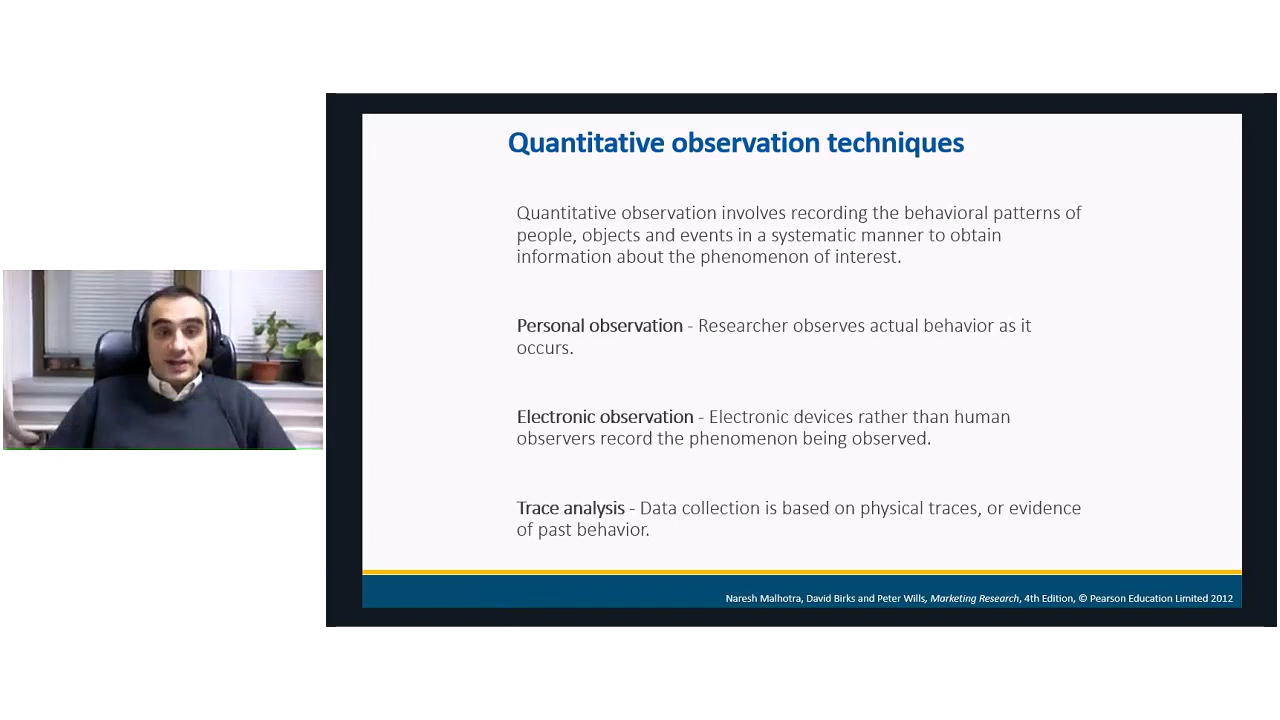 Quantitative observation techniques
Quantitative observation involves recording the behavioral patterns of
people, objects and events in a systematic manner to obtain
information about the phenomenon of interest.
Personal observation - Researcher observes actual behavior as it
occurs.
Electronic observation - Electronic devices rather than human
observers record the phenomenon being observed.
Trace analysis - Data collection is based on physical traces, or evidence
of past behavior.
Naresh Malhotra, David Birks and Peter Wills, Marketing Research, 4th Edition, © Pearson Education Limited 2012